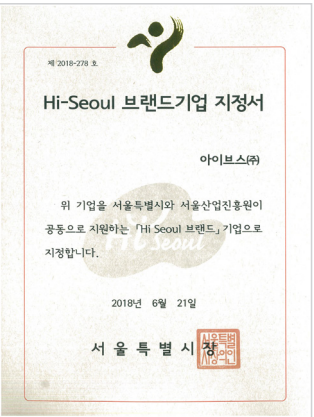 제 2018-278 호
Hi-Seoul 브랜드기업 지정서
아이브스㈜
위 기업을 서울특별시와 서울산업진흥원이
공동으로 지원하는 「Hi Seoul 브랜드」 기업으로
지정합니다.
Hi Seoul
2018년 6월 21일
서울특별시장